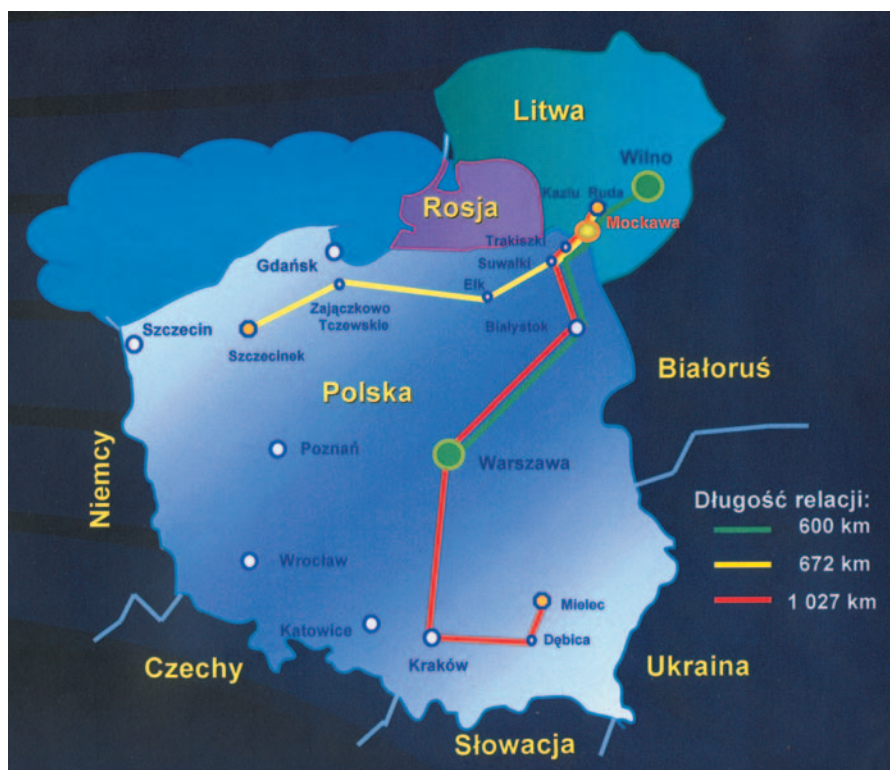 Litwa
Wilno
Kazlu Ruda
Rosja
Mockawa
Trakiszki
Gdańsk
Suwałki
Ełk
Zajączkowo
Tczewskie
Szczecin
Białystok
Szczecinek
Białoruś
Polska
Niemcy
Poznań
Warszawa
Długość relacji:
600 km
672 km
1 027 km
Wrocław
Mielec
Katowice
Dębica
Kraków
Czechy
Ukraina
Słowacja